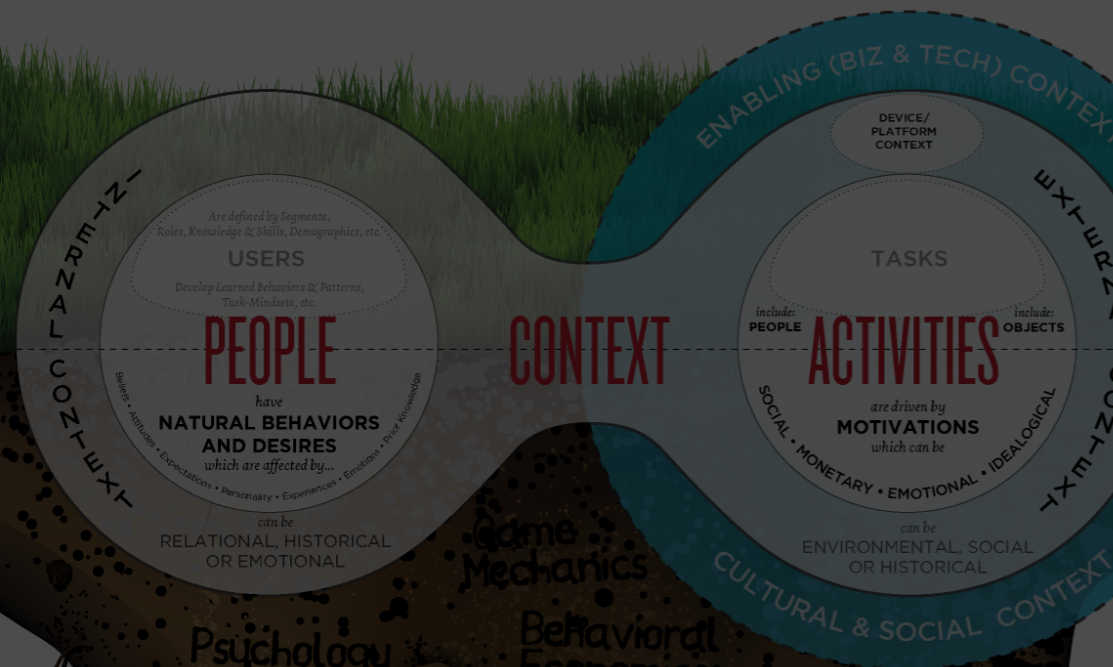 ENABLING (BIZ & TECH) CONTEXT
DEVICE/
PLATFORM
CONTEXT
INTERNAL CONTEXT
Are defined by Segments,
Roles, Knowledge & Skills, Demographics, etc.
USERS
Develop Learned Behaviors & Patterns,
Task-Mindsets, etc.
PEOPLE
have
NATURAL BEHAVIORS
AND DESIRES
which are affected by...
Beliefs • Attitudes • Expectations • Personality • Experiences • Emotions • Prior Knowledge
can be
RELATIONAL, HISTORICAL
OR EMOTIONAL
CONTEXT
EXTERNAL CONTEXT
TASKS
include:
PEOPLE
ACTIVITIES
include:
OBJECTS
are driven by
MOTIVATIONS
which can be
SOCIAL • MONETARY • EMOTIONAL • IDEALOGICAL
can be
ENVIRONMENTAL, SOCIAL
OR HISTORICAL
CULTURAL & SOCIAL CONTEXT
Game
Mechanics
Psychology
Behavioral
Economics